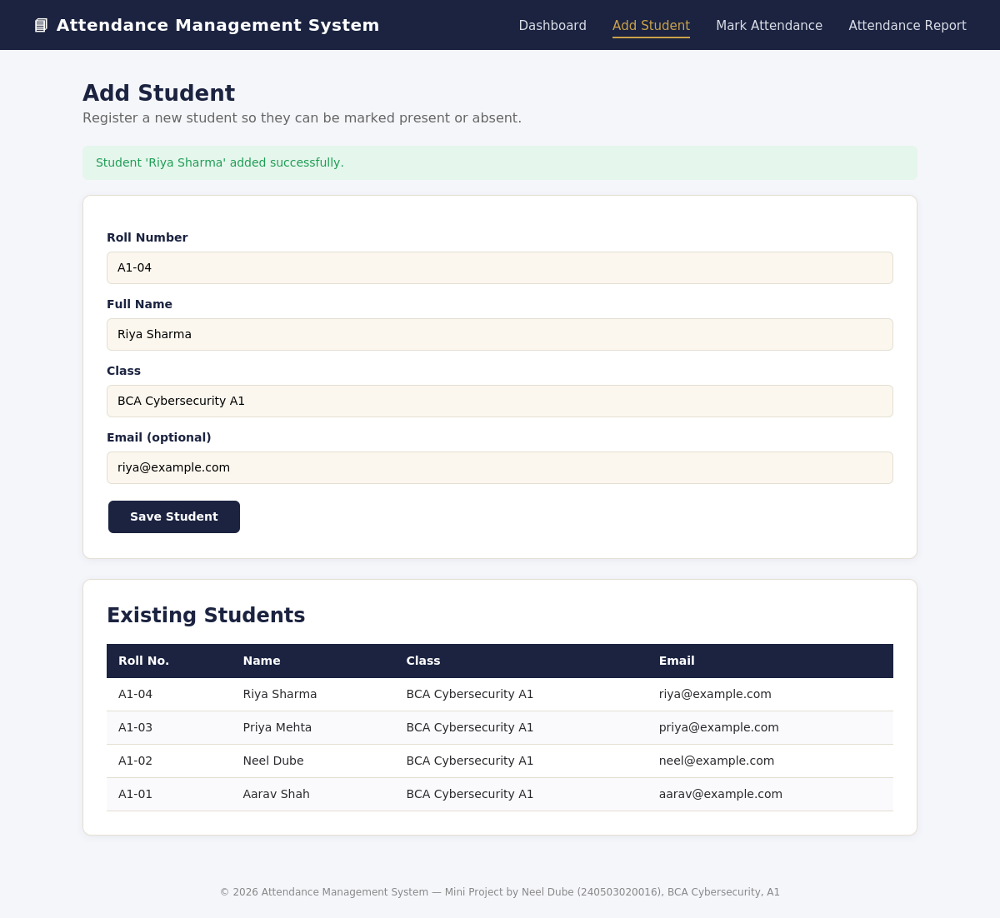 Attendance Management System
Dashboard Add Student Mark Attendance Attendance Report
Add Student
Register a new student so they can be marked present or absent.
Student 'Riya Sharma' added successfully.
Roll Number
A1-04
Full Name
Riya Sharma
Class
BCA Cybersecurity A1
Email (optional)
riya@example.com
Save Student
Existing Students
Roll No. Name Class Email
A1-04 Riya Sharma BCA Cybersecurity A1 riya@example.com
A1-03 Priya Mehta BCA Cybersecurity A1 priya@example.com
A1-02 Neel Dube BCA Cybersecurity A1 neel@example.com
A1-01 Aarav Shah BCA Cybersecurity A1 aarav@example.com
© 2026 Attendance Management System — Mini Project by Neel Dube (240503020016), BCA Cybersecurity, A1